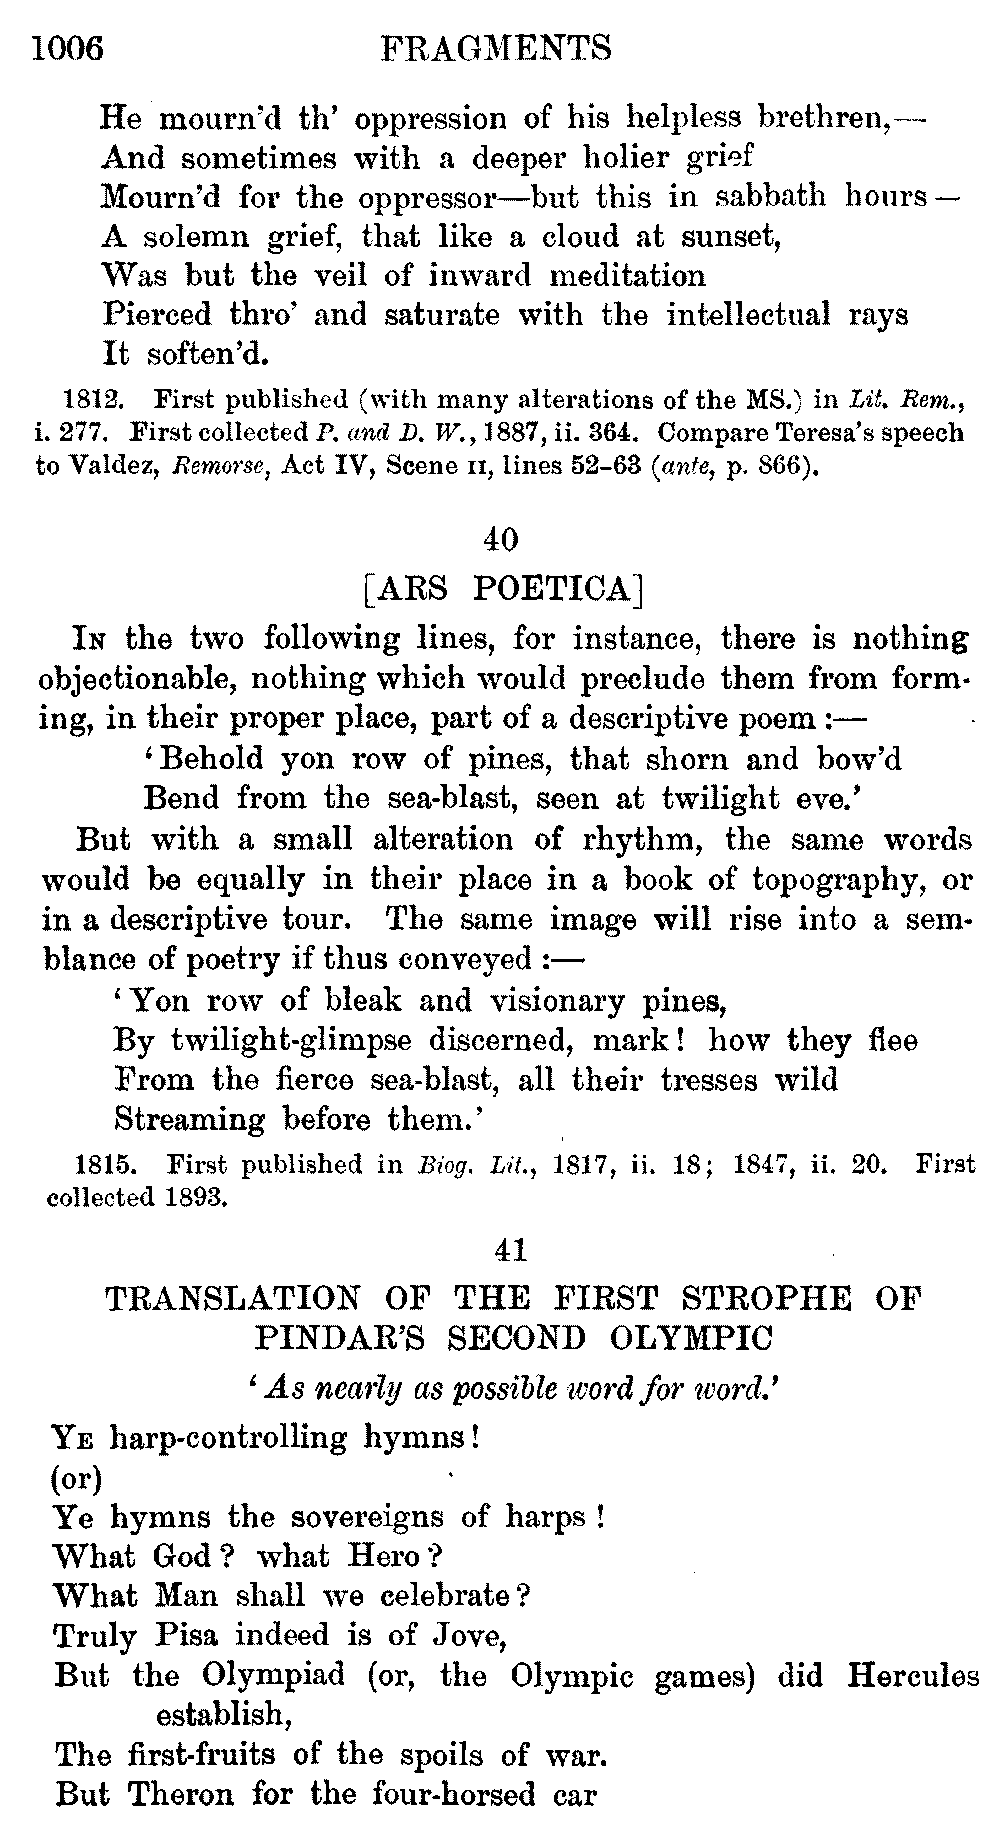 1006 FRAGMENTS
He mourn'd th' oppression of his helpless brethren,—
And sometimes with a deeper holier grief
Mourn'd for the oppressor—but this in sabbath hours—
A solemn grief, that like a cloud at sunset,
Was but the veil of inward meditation
Pierced thro' and saturate with the intellectual rays
It soften'd.
1812. First published (with many alterations of the MS.) in Lit. Rem.,
i. 277. First collected P. and D. W., 1887, ii. 364. Compare Teresa's speech
to Valdez, Remorse, Act IV, Scene II, lines 52-63 (ante, p. 866).
40
[ARS POETICA]
IN the two following lines, for instance, there is nothing
objectionable, nothing which would preclude them from form-
ing, in their proper place, part of a descriptive poem :—
'Behold yon row of pines, that shorn and bow'd
Bend from the sea-blast, seen at twilight eve.'
But with a small alteration of rhythm, the same words
would be equally in their place in a book of topography, or
in a descriptive tour. The same image will rise into a sem-
blance of poetry if thus conveyed :—
'Yon row of bleak and visionary pines,
By twilight-glimpse discerned, mark! how they flee
From the fierce sea-blast, all their tresses wild
Streaming before them.'
1815. First published in Biog. Lit., 1817, ii. 18; 1847, ii. 20. First
collected 1893.
41
TRANSLATION OF THE FIRST STROPHE OF
PINDAR'S SECOND OLYMPIC
'As nearly as possible word for word.'
YE harp-controlling hymns!
(or)
Ye hymns the sovereigns of harps!
What God? what Hero?
What Man shall we celebrate?
Truly Pisa indeed is of Jove,
But the Olympiad (or, the Olympic games) did Hercules
establish,
The first-fruits of the spoils of war.
But Theron for the four-horsed car